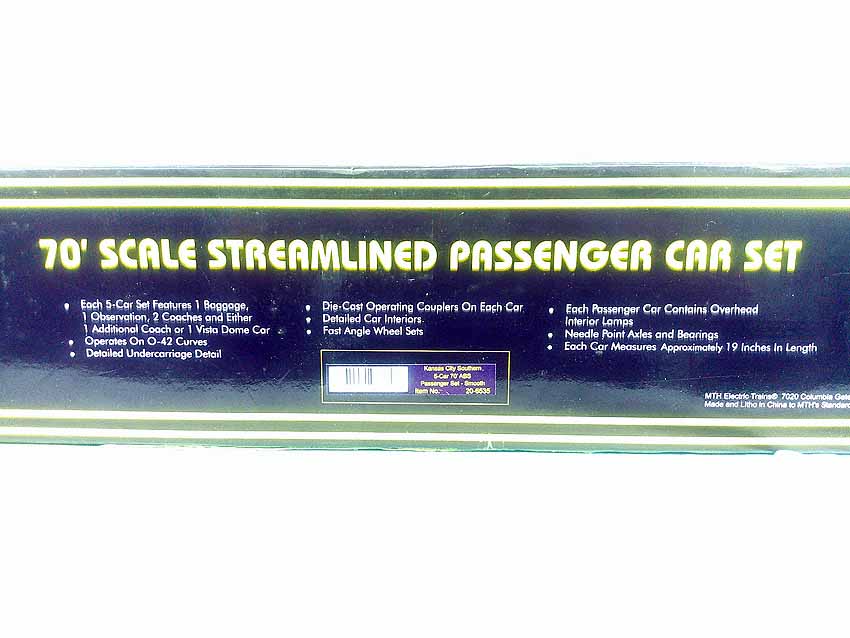 70' SCALE STREAMLINED PASSENGER CAR SET
Each 5-Car Set Features 1 Baggage,
1 Observation, 2 Coaches and Either
1 Additional Coach or 1 Vista Dome Car
Operates On O-42 Curves
Detailed Undercarriage Detail
Die-Cast Operating Couplers On Each Car
Detailed Car Interiors
Fast Angle Wheel Sets
Each Passenger Car Contains Overhead
Interior Lamps
Needle Point Axles and Bearings
Each Car Measures Approximately 19 Inches In Length
Kansas City Southern
5-Car 70' ABS
Passenger Set - Smooth
Item No. 20-6535
MTH Electric Trains® 7020 Columbia Gate
Made and Litho in China to MTH's Standard